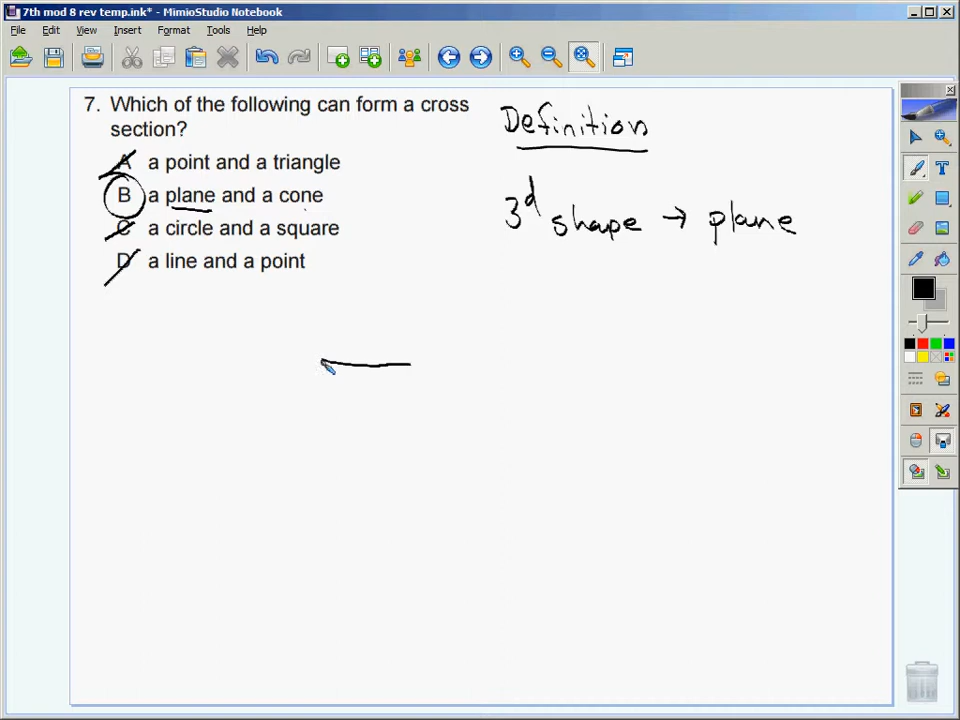 7th mod 8 rev temp.ink* - MimioStudio Notebook
File Edit View Insert Format Tools Help
7. Which of the following can form a cross
section?
A a point and a triangle
B a plane and a cone
C a circle and a square
D a line and a point
Definition
3d shape → plane
T